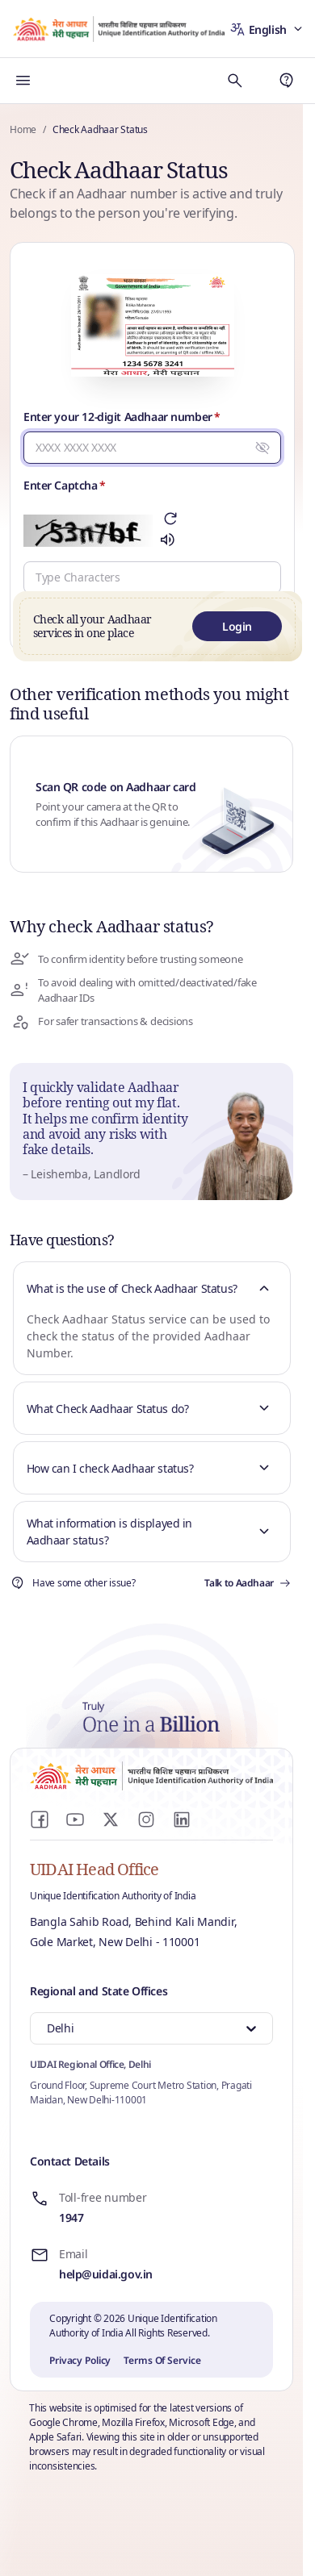 मेरा आधार
మేरी पहचान
भारतीय विशिष्ट पहचान प्राधिकरण
Unique Identification Authority of India
English
Home / Check Aadhaar Status
Check Aadhaar Status
Check if an Aadhaar number is active and truly
belongs to the person you're verifying.
Government of India
1234 5678 3241
मेरा आधार, मेरी पहचान
Enter your 12-digit Aadhaar number *
XXXX XXXX XXXX
Enter Captcha *
53n7bf
Type Characters
Check all your Aadhaar
services in one place
Login
Other verification methods you might
find useful
Scan QR code on Aadhaar card
Point your camera at the QR to
confirm if this Aadhaar is genuine.
Why check Aadhaar status?
To confirm identity before trusting someone
To avoid dealing with omitted/deactivated/fake
Aadhaar IDs
For safer transactions & decisions
I quickly validate Aadhaar
before renting out my flat.
It helps me confirm identity
and avoid any risks with
fake details.
– Leishemba, Landlord
Have questions?
What is the use of Check Aadhaar Status?
Check Aadhaar Status service can be used to
check the status of the provided Aadhaar
Number.
What Check Aadhaar Status do?
How can I check Aadhaar status?
What information is displayed in
Aadhaar status?
Have some other issue?
Talk to Aadhaar →
Truly
One in a Billion
मेरा आधार
मेरी पहचान
भारतीय विशिष्ट पहचान प्राधिकरण
Unique Identification Authority of India
UIDAI Head Office
Unique Identification Authority of India
Bangla Sahib Road, Behind Kali Mandir,
Gole Market, New Delhi - 110001
Regional and State Offices
Delhi
UIDAI Regional Office, Delhi
Ground Floor, Supreme Court Metro Station, Pragati
Maidan, New Delhi-110001
Contact Details
Toll-free number
1947
Email
help@uidai.gov.in
Copyright © 2026 Unique Identification
Authority of India All Rights Reserved.
Privacy Policy Terms Of Service
This website is optimised for the latest versions of
Google Chrome, Mozilla Firefox, Microsoft Edge, and
Apple Safari. Viewing this site in older or unsupported
browsers may result in degraded functionality or visual
inconsistencies.